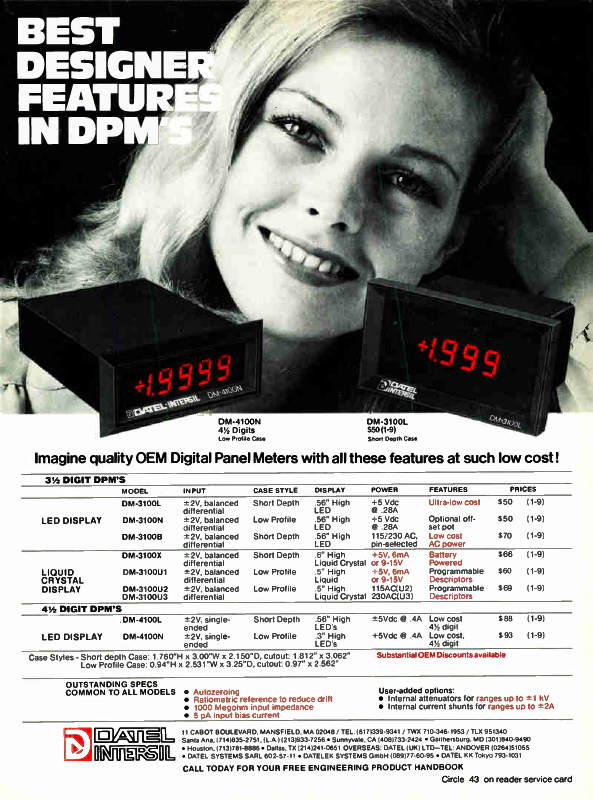 BEST
DESIGNER
FEATURES
IN DPM'S
+1.9999
DATEL-INTERSIL DM-4100N
+1.999
DATEL INTERSIL
DM-3100L
DM-4100N
4½ Digits
Low Profile Case
DM-3100L
$50(1-9)
Short Depth Case
Imagine quality OEM Digital Panel Meters with all these features at such low cost!
3½ DIGIT DPM'S
MODEL INPUT CASE STYLE DISPLAY POWER FEATURES PRICES
LED DISPLAY
DM-3100L ±2V, balanced differential Short Depth .56" High LED +5 Vdc @ .28A Ultra-low cost $50 (1-9)
DM-3100N ±2V, balanced differential Low Profile .56" High LED +5 Vdc @ .28A Optional off-set pot $50 (1-9)
DM-3100B ±2V, balanced differential Short Depth .56" High LED 115/230 AC, pin-selected Low cost AC power $70 (1-9)
LIQUID
CRYSTAL
DISPLAY
DM-3100X ±2V, balanced differential Short Depth .6" High Liquid Crystal +5V, 6mA or 9-15V Battery Powered $66 (1-9)
DM-3100U1 ±2V, balanced differential Low Profile .5" High Liquid +5V, 6mA or 9-15V Programmable Descriptors $60 (1-9)
DM-3100U2 DM-3100U3 ±2V, balanced differential Low Profile .5" High Liquid Crystal 115AC(U2) 230AC(U3) Programmable Descriptors $69 (1-9)
4½ DIGIT DPM'S
LED DISPLAY
DM-4100L ±2V, single-ended Short Depth .56" High LED's ±5Vdc @ .4A Low cost 4½ digit $88 (1-9)
DM-4100N ±2V, single-ended Low Profile .3" High LED's +5Vdc @ .4A Low cost, 4½ digit $93 (1-9)
Case Styles - Short depth Case: 1.760"H x 3.00"W x 2.150"D, cutout: 1.812" x 3.062"
Low Profile Case: 0.94"H x 2.531"W x 3.25"D, cutout: 0.97" x 2.562"
Substantial OEM Discounts available
OUTSTANDING SPECS
COMMON TO ALL MODELS
● Autozeroing
● Ratiometric reference to reduce drift
● 1000 Megohm input impedance
● 5 pA input bias current
User-added options:
● Internal attenuators for ranges up to ±1 kV
● Internal current shunts for ranges up to ±2A
DATEL
INTERSIL
11 CABOT BOULEVARD, MANSFIELD, MA 02048 / TEL (617)339-9341 / TWX 710-346-1953 / TLX 951340
Santa Ana, (714)835-2751, (L.A.) (213)933-7256 • Sunnyvale, CA (408)733-2424 • Gaithersburg, MD (301)840-9490
• Houston, (713)781-8886 • Dallas, TX (214)241-0651 OVERSEAS: DATEL (UK) LTD—TEL: ANDOVER (0264)51055
• DATEL SYSTEMS SARL 602-57-11 • DATELEK SYSTEMS GmbH (089)77-60-95 • DATEL KK Tokyo 793-1031
CALL TODAY FOR YOUR FREE ENGINEERING PRODUCT HANDBOOK
Circle 43 on reader service card